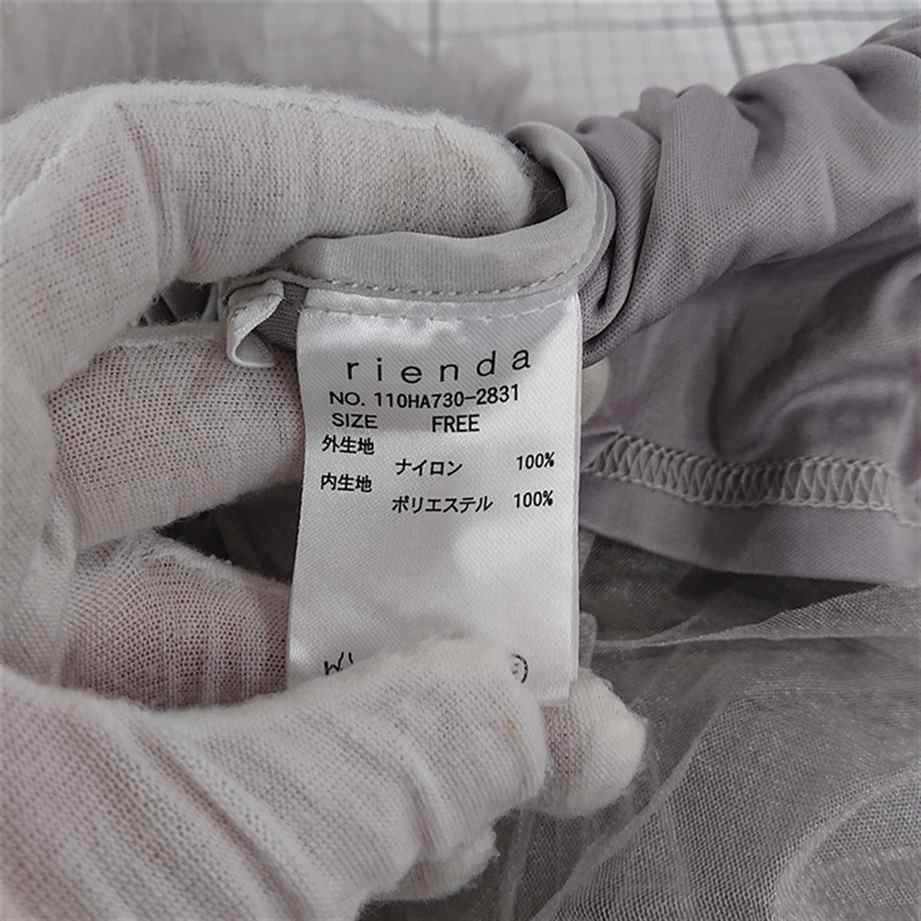 rienda
NO. 110HA730-2831
SIZE FREE
外生地
ナイロン 100%
内生地
ポリエステル 100%